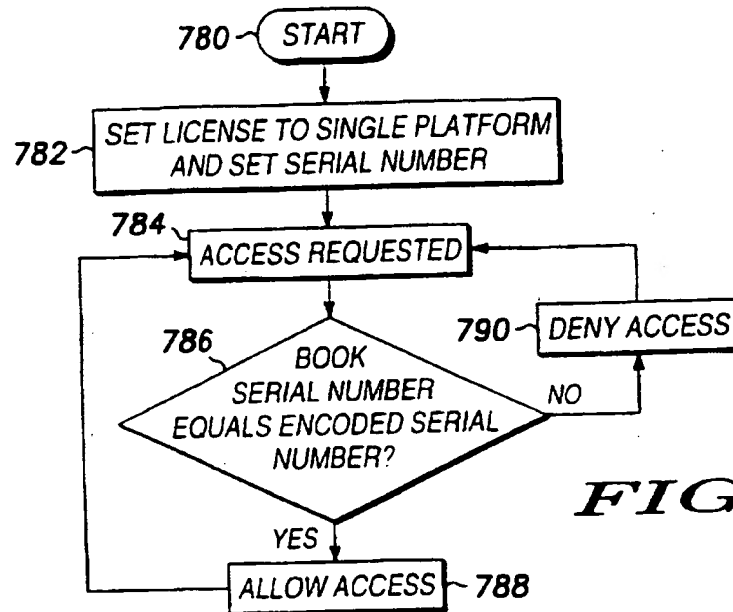 780 START
782 SET LICENSE TO SINGLE PLATFORM
AND SET SERIAL NUMBER
784
ACCESS REQUESTED
786
BOOK
SERIAL NUMBER
EQUALS ENCODED SERIAL
NUMBER?
790 DENY ACCESS
NO
FIG
YES
ALLOW ACCESS 788